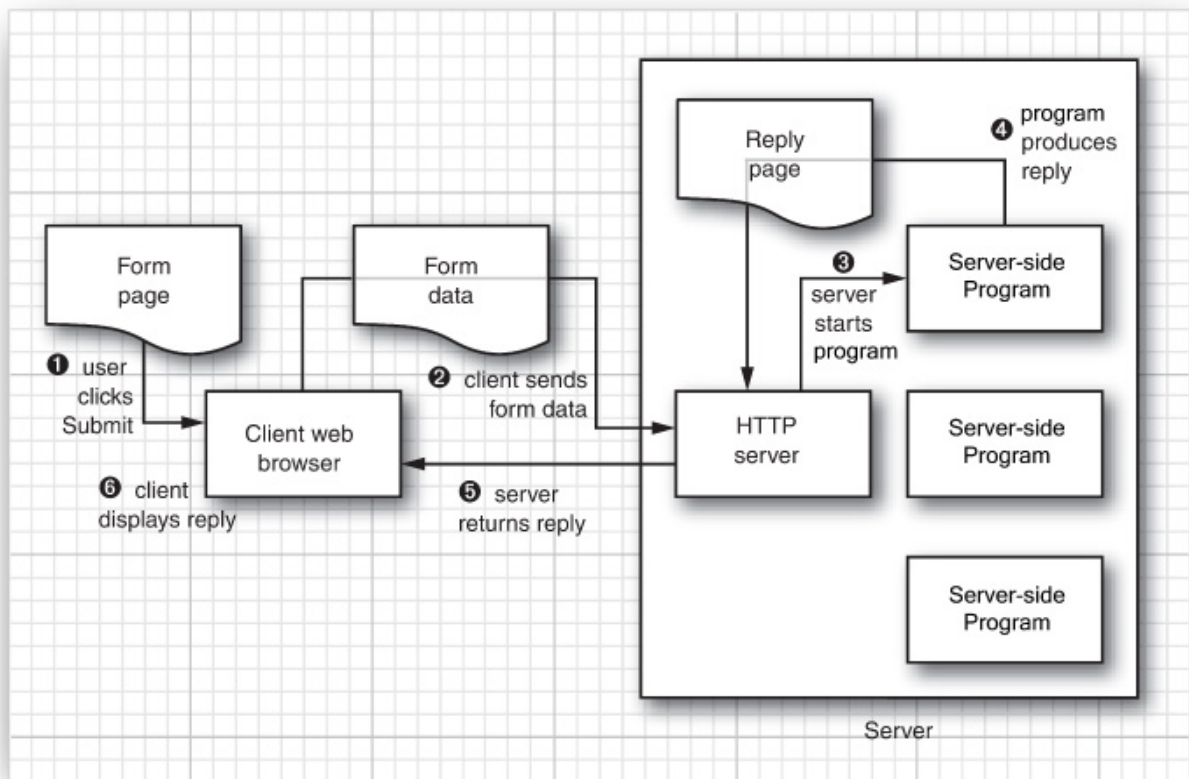 Form
page
❶ user
clicks
Submit
Client web
browser
❻ client
displays reply
Form
data
❷ client sends
form data
❺ server
returns reply
Reply
page
❹ program
produces
reply
❸
server
starts
program
Server-side
Program
HTTP
server
Server-side
Program
Server-side
Program
Server